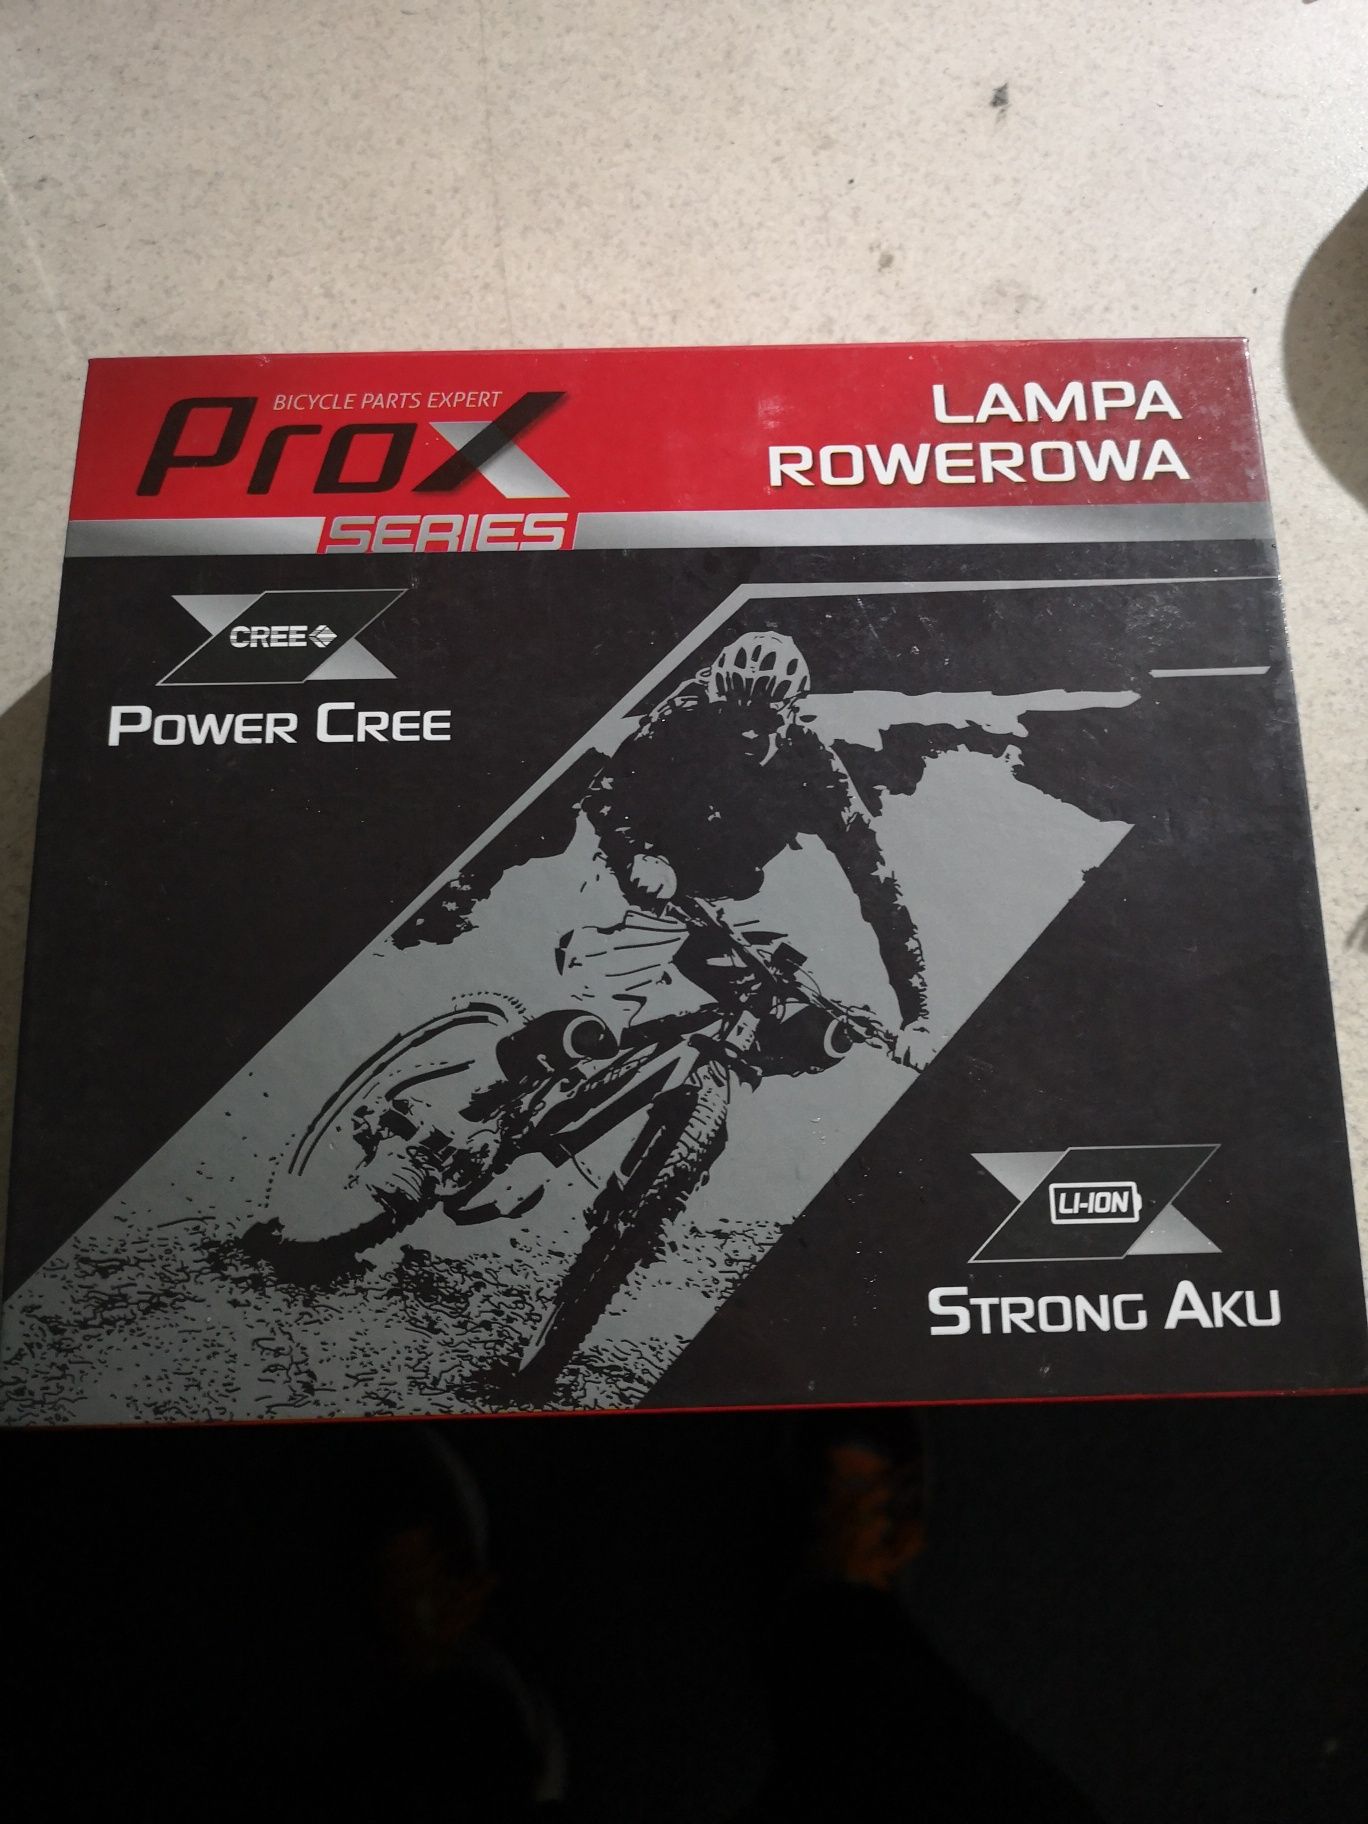 BICYCLE PARTS EXPERT
ProX
SERIES
LAMPA
ROWEROWA
CREE
POWER CREE
LI-ION
STRONG AKU